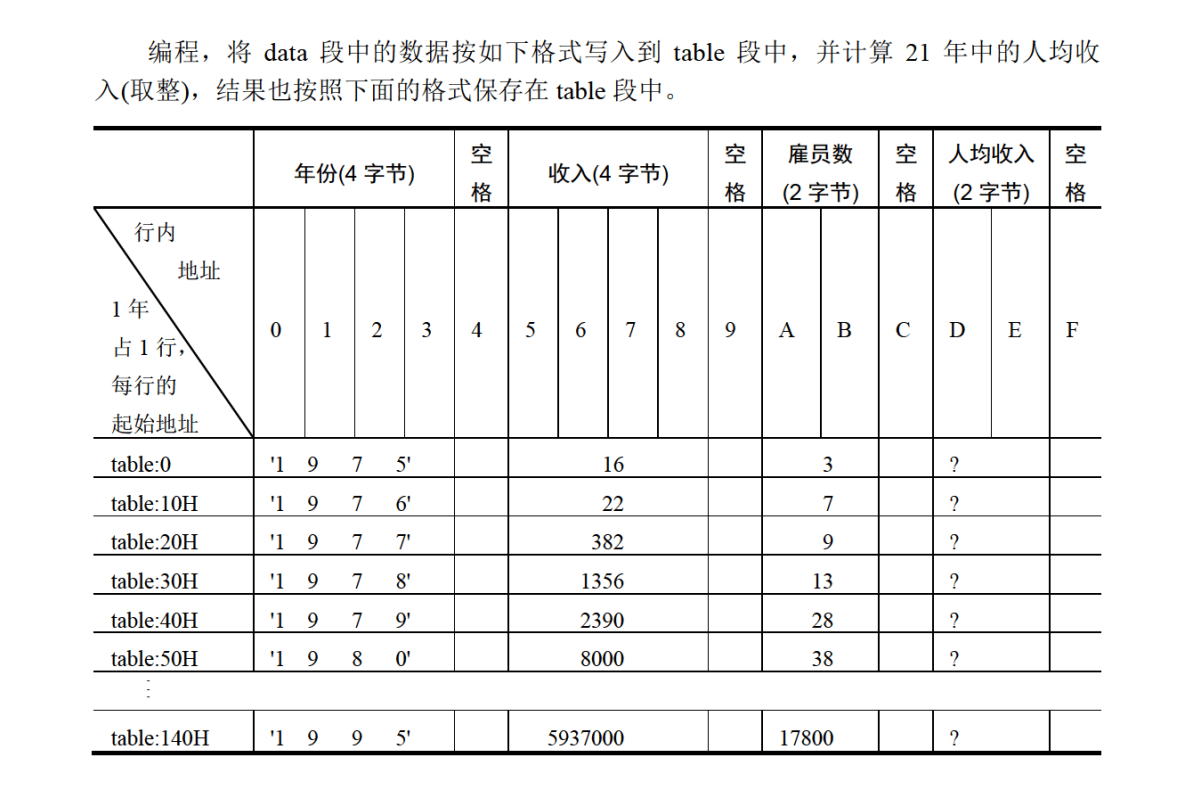 编程，将 data 段中的数据按如下格式写入到 table 段中，并计算 21 年中的人均收
入(取整)，结果也按照下面的格式保存在 table 段中。
年份(4 字节) 空格 收入(4 字节) 空格 雇员数(2 字节) 空格 人均收入(2 字节) 空格
行内
地址
1 年
占 1 行，
每行的
起始地址
0 1 2 3 4 5 6 7 8 9 A B C D E F
table:0 '1 9 7 5' 16 3 ?
table:10H '1 9 7 6' 22 7 ?
table:20H '1 9 7 7' 382 9 ?
table:30H '1 9 7 8' 1356 13 ?
table:40H '1 9 7 9' 2390 28 ?
table:50H '1 9 8 0' 8000 38 ?
⋮
table:140H '1 9 9 5' 5937000 17800 ?